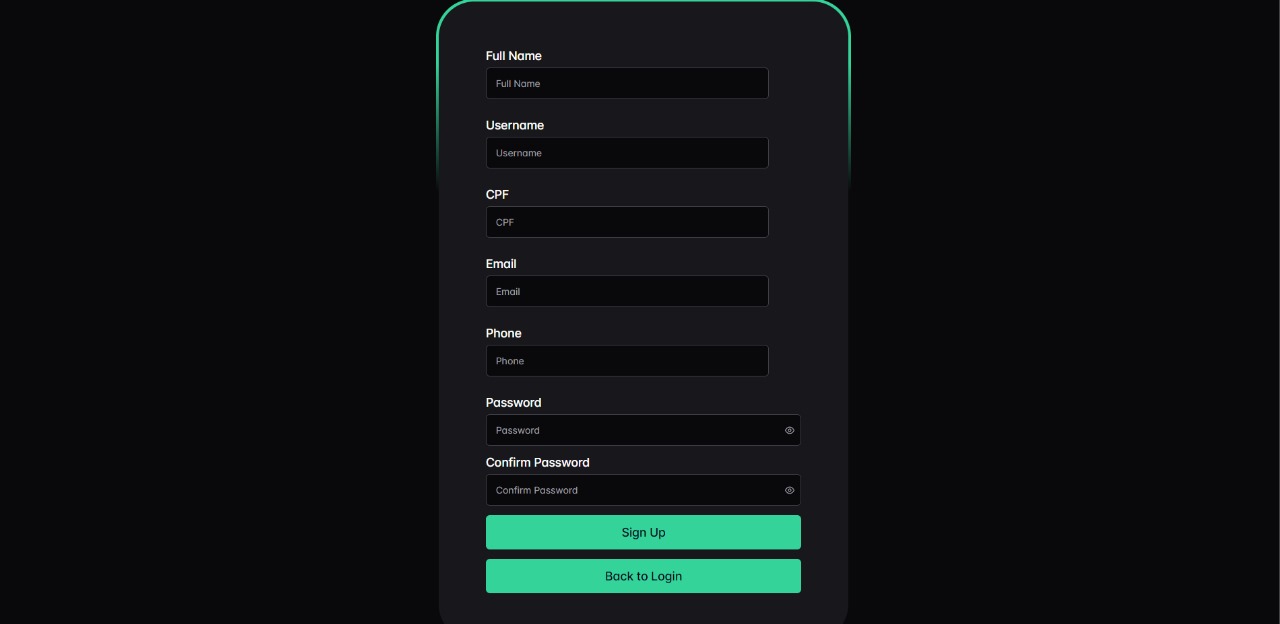 Full Name
Full Name
Username
Username
CPF
CPF
Email
Email
Phone
Phone
Password
Password
Confirm Password
Confirm Password
Sign Up
Back to Login